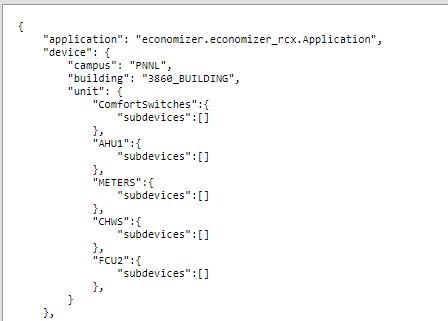 {
    "application": "economizer.economizer_rcx.Application",
    "device": {
        "campus": "PNNL",
        "building": "3860_BUILDING",
        "unit": {
            "ComfortSwitches":{
                "subdevices":[]
            },
            "AHU1":{
                "subdevices":[]
            },
            "METERS":{
                "subdevices":[]
            },
            "CHWS":{
                "subdevices":[]
            },
            "FCU2":{
                "subdevices":[]
            },
        }
    },